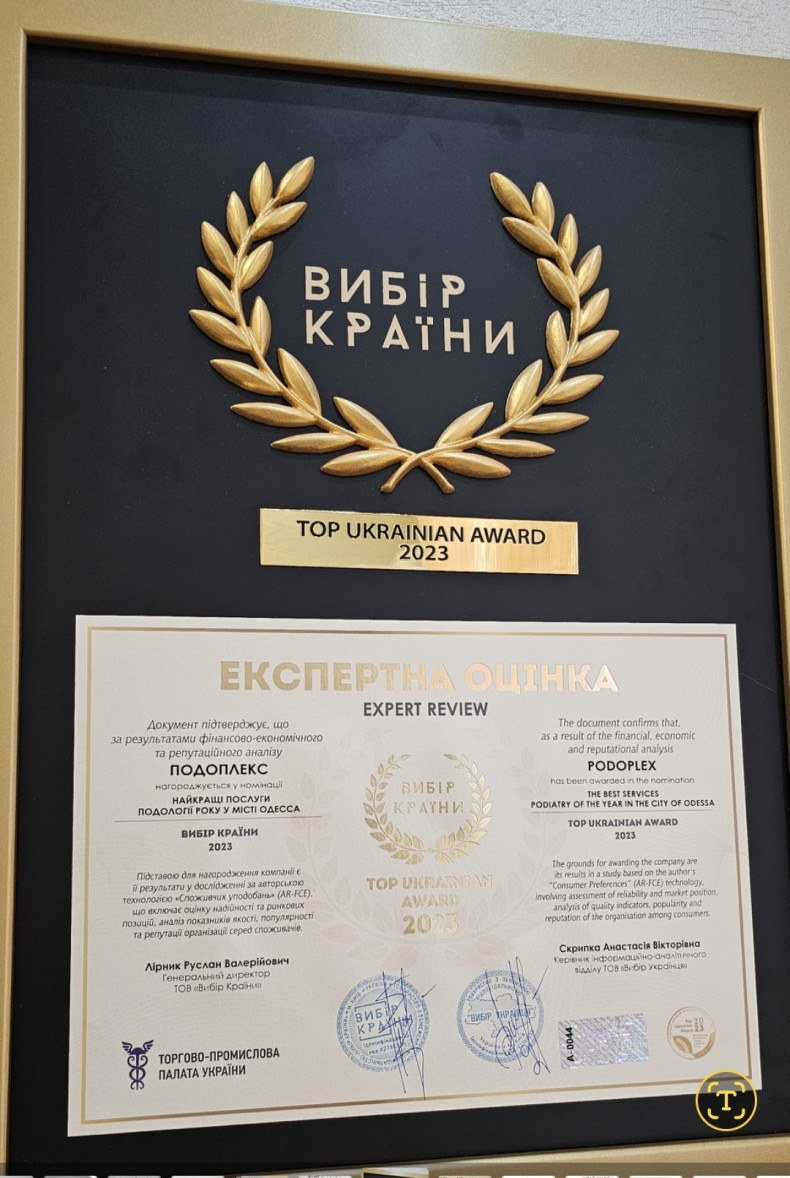 ВИБІР
КРАЇНИ
TOP UKRAINIAN AWARD
2023
ЕКСПЕРТНА ОЦІНКА
EXPERT REVIEW
Документ підтверджує, що
за результатами фінансово-економічного
та репутаційного аналізу
ПОДОПЛЕКС
нагороджується у номінації
НАЙКРАЩІ ПОСЛУГИ
ПОДОЛОГІЇ РОКУ У МІСТІ ОДЕССА
ВИБІР КРАЇНИ
2023
Підставою для нагородження компанії є
її результати у дослідженні за авторською
технологією «Споживчих уподобань» (AR-FCE),
що включає оцінку надійності та ринкових
позицій, аналіз показників якості, популярності
та репутації організації серед споживачів.
Лірник Руслан Валерійович
Генеральний директор
ТОВ «Вибір Країни»
ТОРГОВО-ПРОМИСЛОВА
ПАЛАТА УКРАЇНИ
ВИБІР
КРАЇНИ
TOP UKRAINIAN
AWARD
2023
The document confirms that,
as a result of the financial, economic
and reputational analysis
PODOPLEX
has been awarded in the nomination
THE BEST SERVICES
PODIATRY OF THE YEAR IN THE CITY OF ODESSA
TOP UKRAINIAN AWARD
2023
The grounds for awarding the company are
its results in a study based on the author's
"Consumer Preferences" (AR-FCE) technology,
involving assessment of reliability and market position,
analysis of quality indicators, popularity and
reputation of the organisation among consumers.
Скрипка Анастасія Вікторівна
Керівник інформаційно-аналітичного
відділу ТОВ «Вибір Українця»
ВИБІР
КРАЇНИ
"ВИБІР УКРАЇНЦЯ"
A-0044